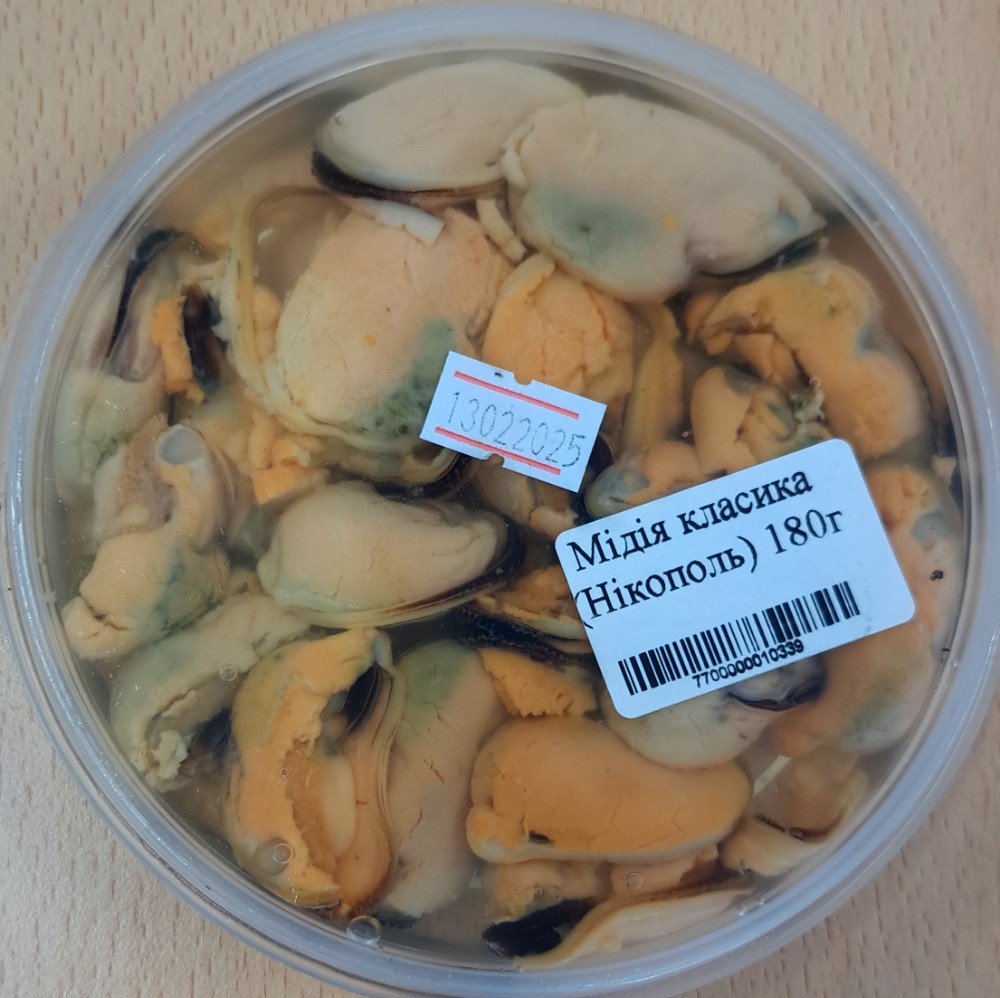 13022025
Мідія класика
(Нікополь) 180г
7700000010339